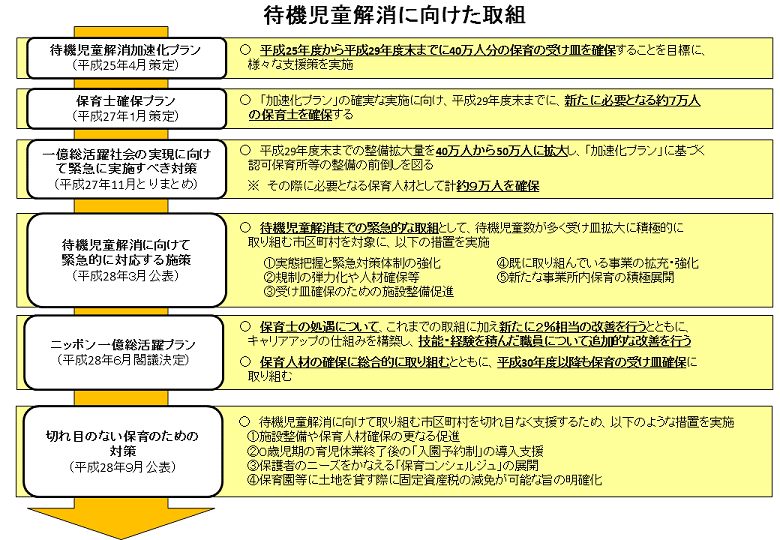 待機児童解消に向けた取組
待機児童解消加速化プラン
（平成25年4月策定）
○ 平成25年度から平成29年度末までに40万人分の保育の受け皿を確保することを目標に、
様々な支援策を実施
保育士確保プラン
（平成27年1月策定）
○ 「加速化プラン」の確実な実施に向け、平成29年度末までに、新たに必要となる約7万人
の保育士を確保する
一億総活躍社会の実現に向け
て緊急に実施すべき対策
（平成27年11月とりまとめ）
○ 平成29年度末までの整備拡大量を40万人から50万人に拡大し、「加速化プラン」に基づく
認可保育所等の整備の前倒しを図る
※ その際に必要となる保育人材として計約９万人を確保
待機児童解消に向けて
緊急的に対応する施策
（平成28年3月公表）
○ 待機児童解消までの緊急的な取組として、待機児童数が多く受け皿拡大に積極的に
取り組む市区町村を対象に、以下の措置を実施
①実態把握と緊急対策体制の強化
②規制の弾力化や人材確保等
③受け皿確保のための施設整備促進
④既に取り組んでいる事業の拡充・強化
⑤新たな事業所内保育の積極展開
ニッポン一億総活躍プラン
（平成28年6月閣議決定）
○ 保育士の処遇について、これまでの取組に加え新たに２％相当の改善を行うとともに、
キャリアアップの仕組みを構築し、技能・経験を積んだ職員について追加的な改善を行う
○ 保育人材の確保に総合的に取り組むとともに、平成30年度以降も保育の受け皿確保に
取り組む
切れ目のない保育のための
対策
（平成28年9月公表）
○ 待機児童解消に向けて取り組む市区町村を切れ目なく支援するため、以下のような措置を実施
①施設整備や保育人材確保の更なる促進
②０歳児期の育児休業終了後の「入園予約制」の導入支援
③保護者のニーズをかなえる「保育コンシェルジュ」の展開
④保育園等に土地を貸す際に固定資産税の減免が可能な旨の明確化